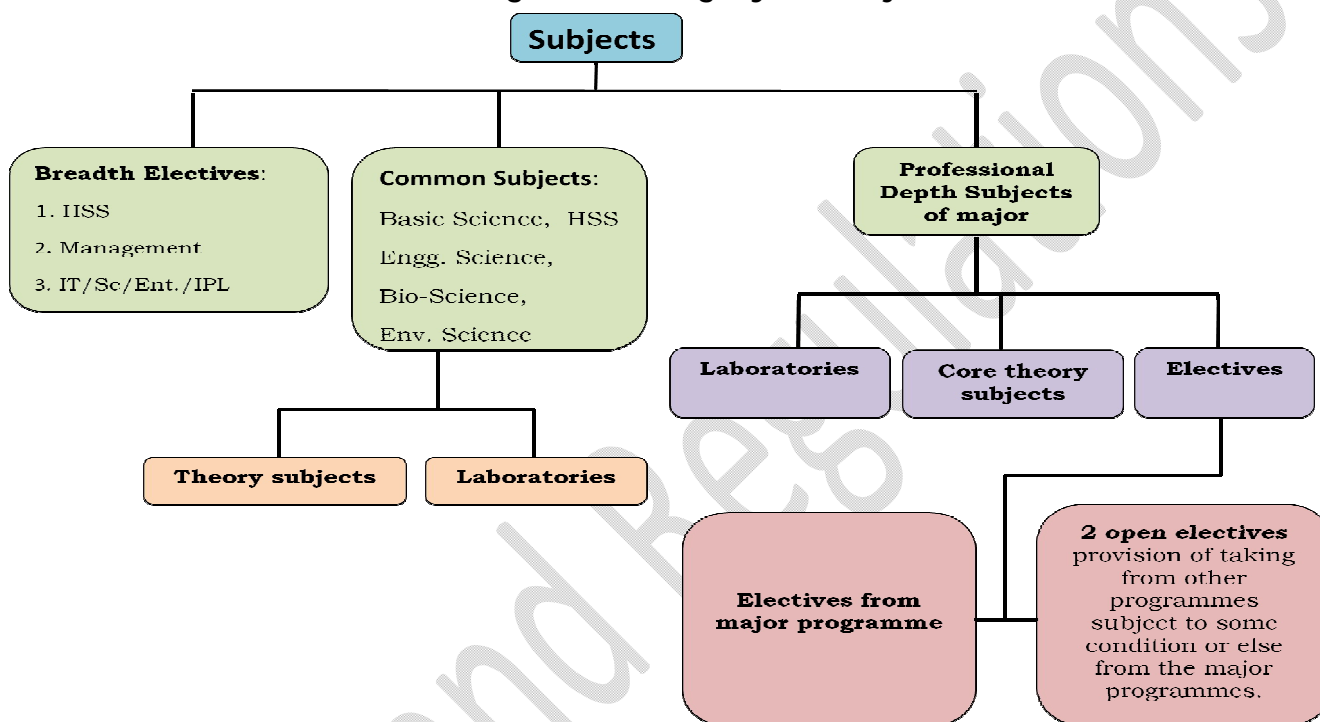 Subjects
Breadth Electives:
1. HSS
2. Management
3. IT/Sc/Ent./IPL
Common Subjects:
Basic Science, HSS
Engg. Science,
Bio-Science,
Env. Science
Professional
Depth Subjects
of major
Laboratories
Core theory
subjects
Electives
Theory subjects
Laboratories
Electives from
major programme
2 open electives
provision of taking
from other
programmes
subject to some
condition or else
from the major
programmes.
nd Regulations